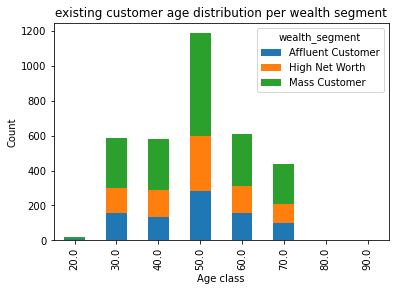 existing customer age distribution per wealth segment
wealth_segment
Affluent Customer
High Net Worth
Mass Customer
1200
1000
800
600
400
200
0
Count
20.0 30.0 40.0 50.0 60.0 70.0 80.0 90.0
Age class